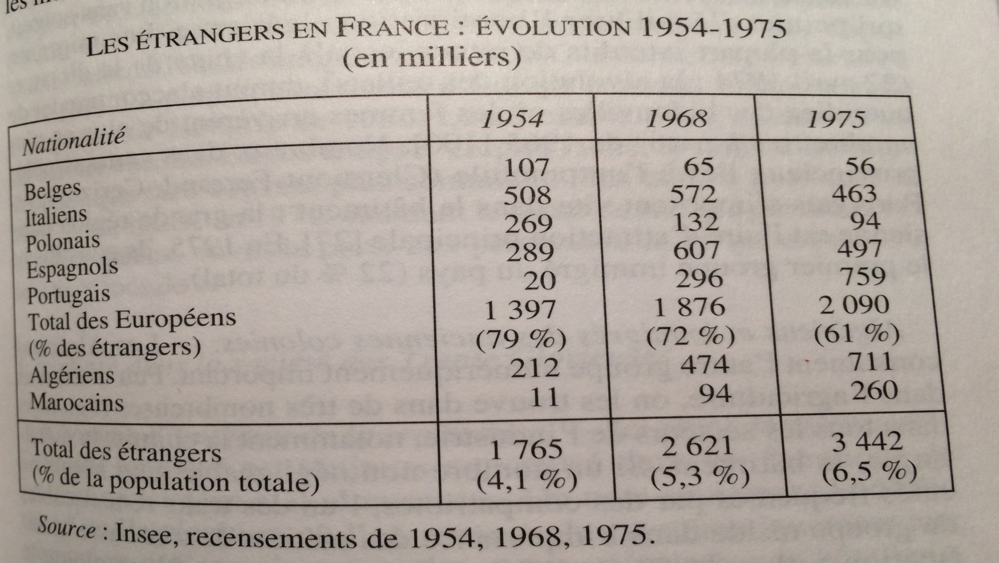 LES ÉTRANGERS EN FRANCE : ÉVOLUTION 1954-1975
(en milliers)
Nationalité 1954 1968 1975
Belges 107 65 56
Italiens 508 572 463
Polonais 269 132 94
Espagnols 289 607 497
Portugais 20 296 759
Total des Européens 1 397 1 876 2 090
(% des étrangers) (79 %) (72 %) (61 %)
Algériens 212 474 711
Marocains 11 94 260
Total des étrangers 1 765 2 621 3 442
(% de la population totale) (4,1 %) (5,3 %) (6,5 %)
Source : Insee, recensements de 1954, 1968, 1975.